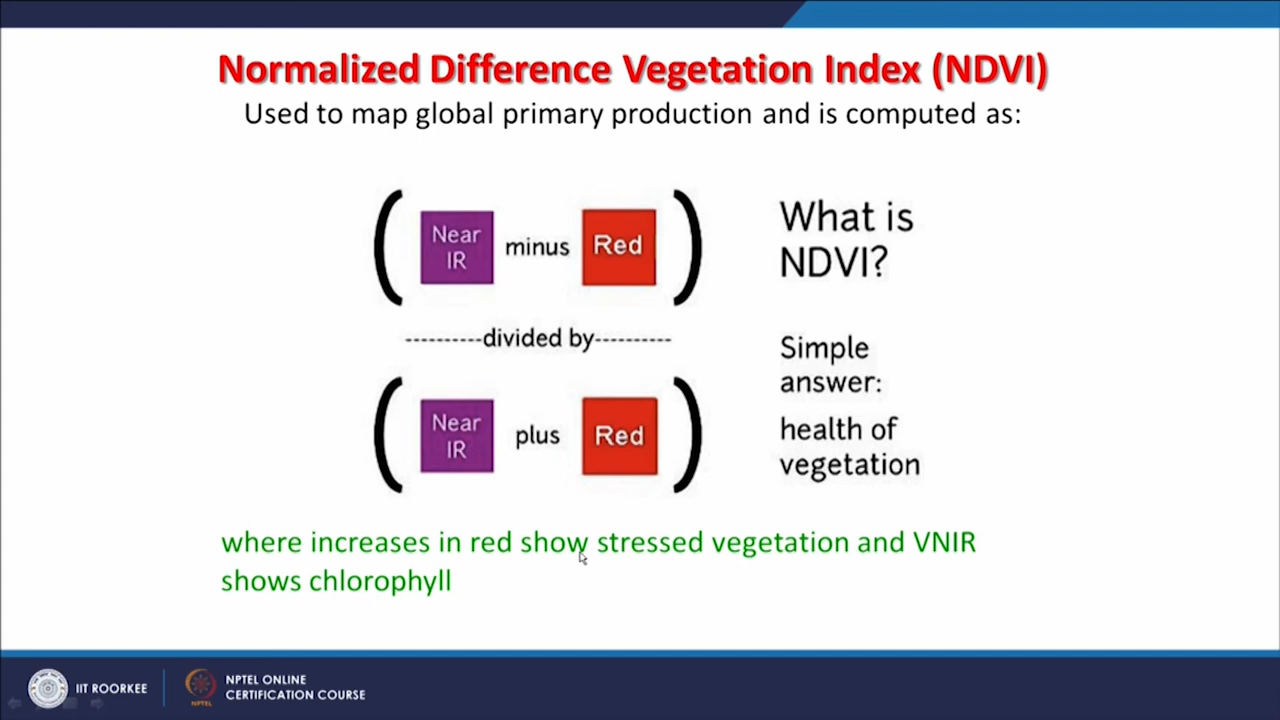 Normalized Difference Vegetation Index (NDVI)
Used to map global primary production and is computed as:
( Near IR minus Red )
----------divided by----------
( Near IR plus Red )
What is
NDVI?
Simple
answer:
health of
vegetation
where increases in red show stressed vegetation and VNIR
shows chlorophyll
IIT ROORKEE
NPTEL
NPTEL ONLINE
CERTIFICATION COURSE